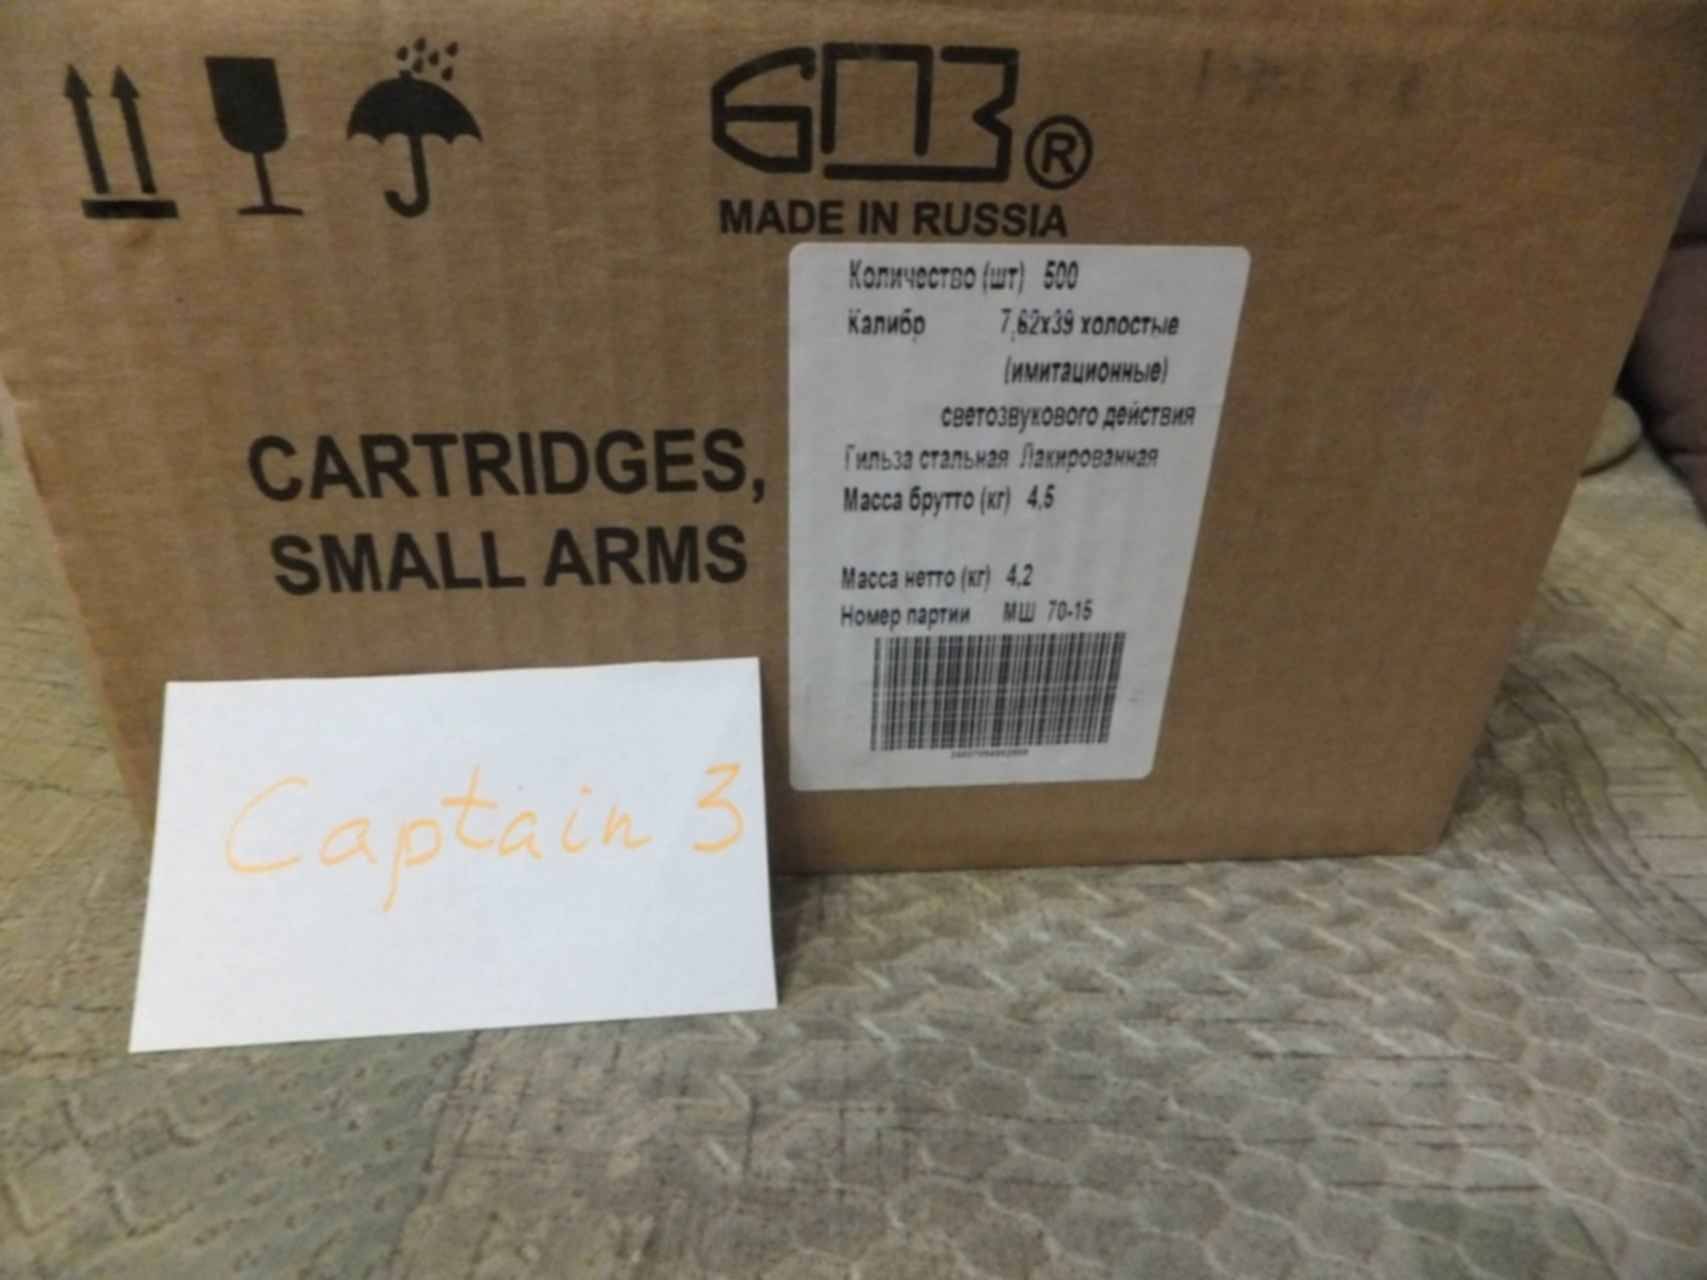 БПЗ®
MADE IN RUSSIA
CARTRIDGES,
SMALL ARMS
Количество (шт) 500
Калибр 7,62х39 холостые
(имитационные)
светозвукового действия
Гильза стальная Лакированная
Масса брутто (кг) 4,5
Масса нетто (кг) 4,2
Номер партии МШ 70-15
Captain 3